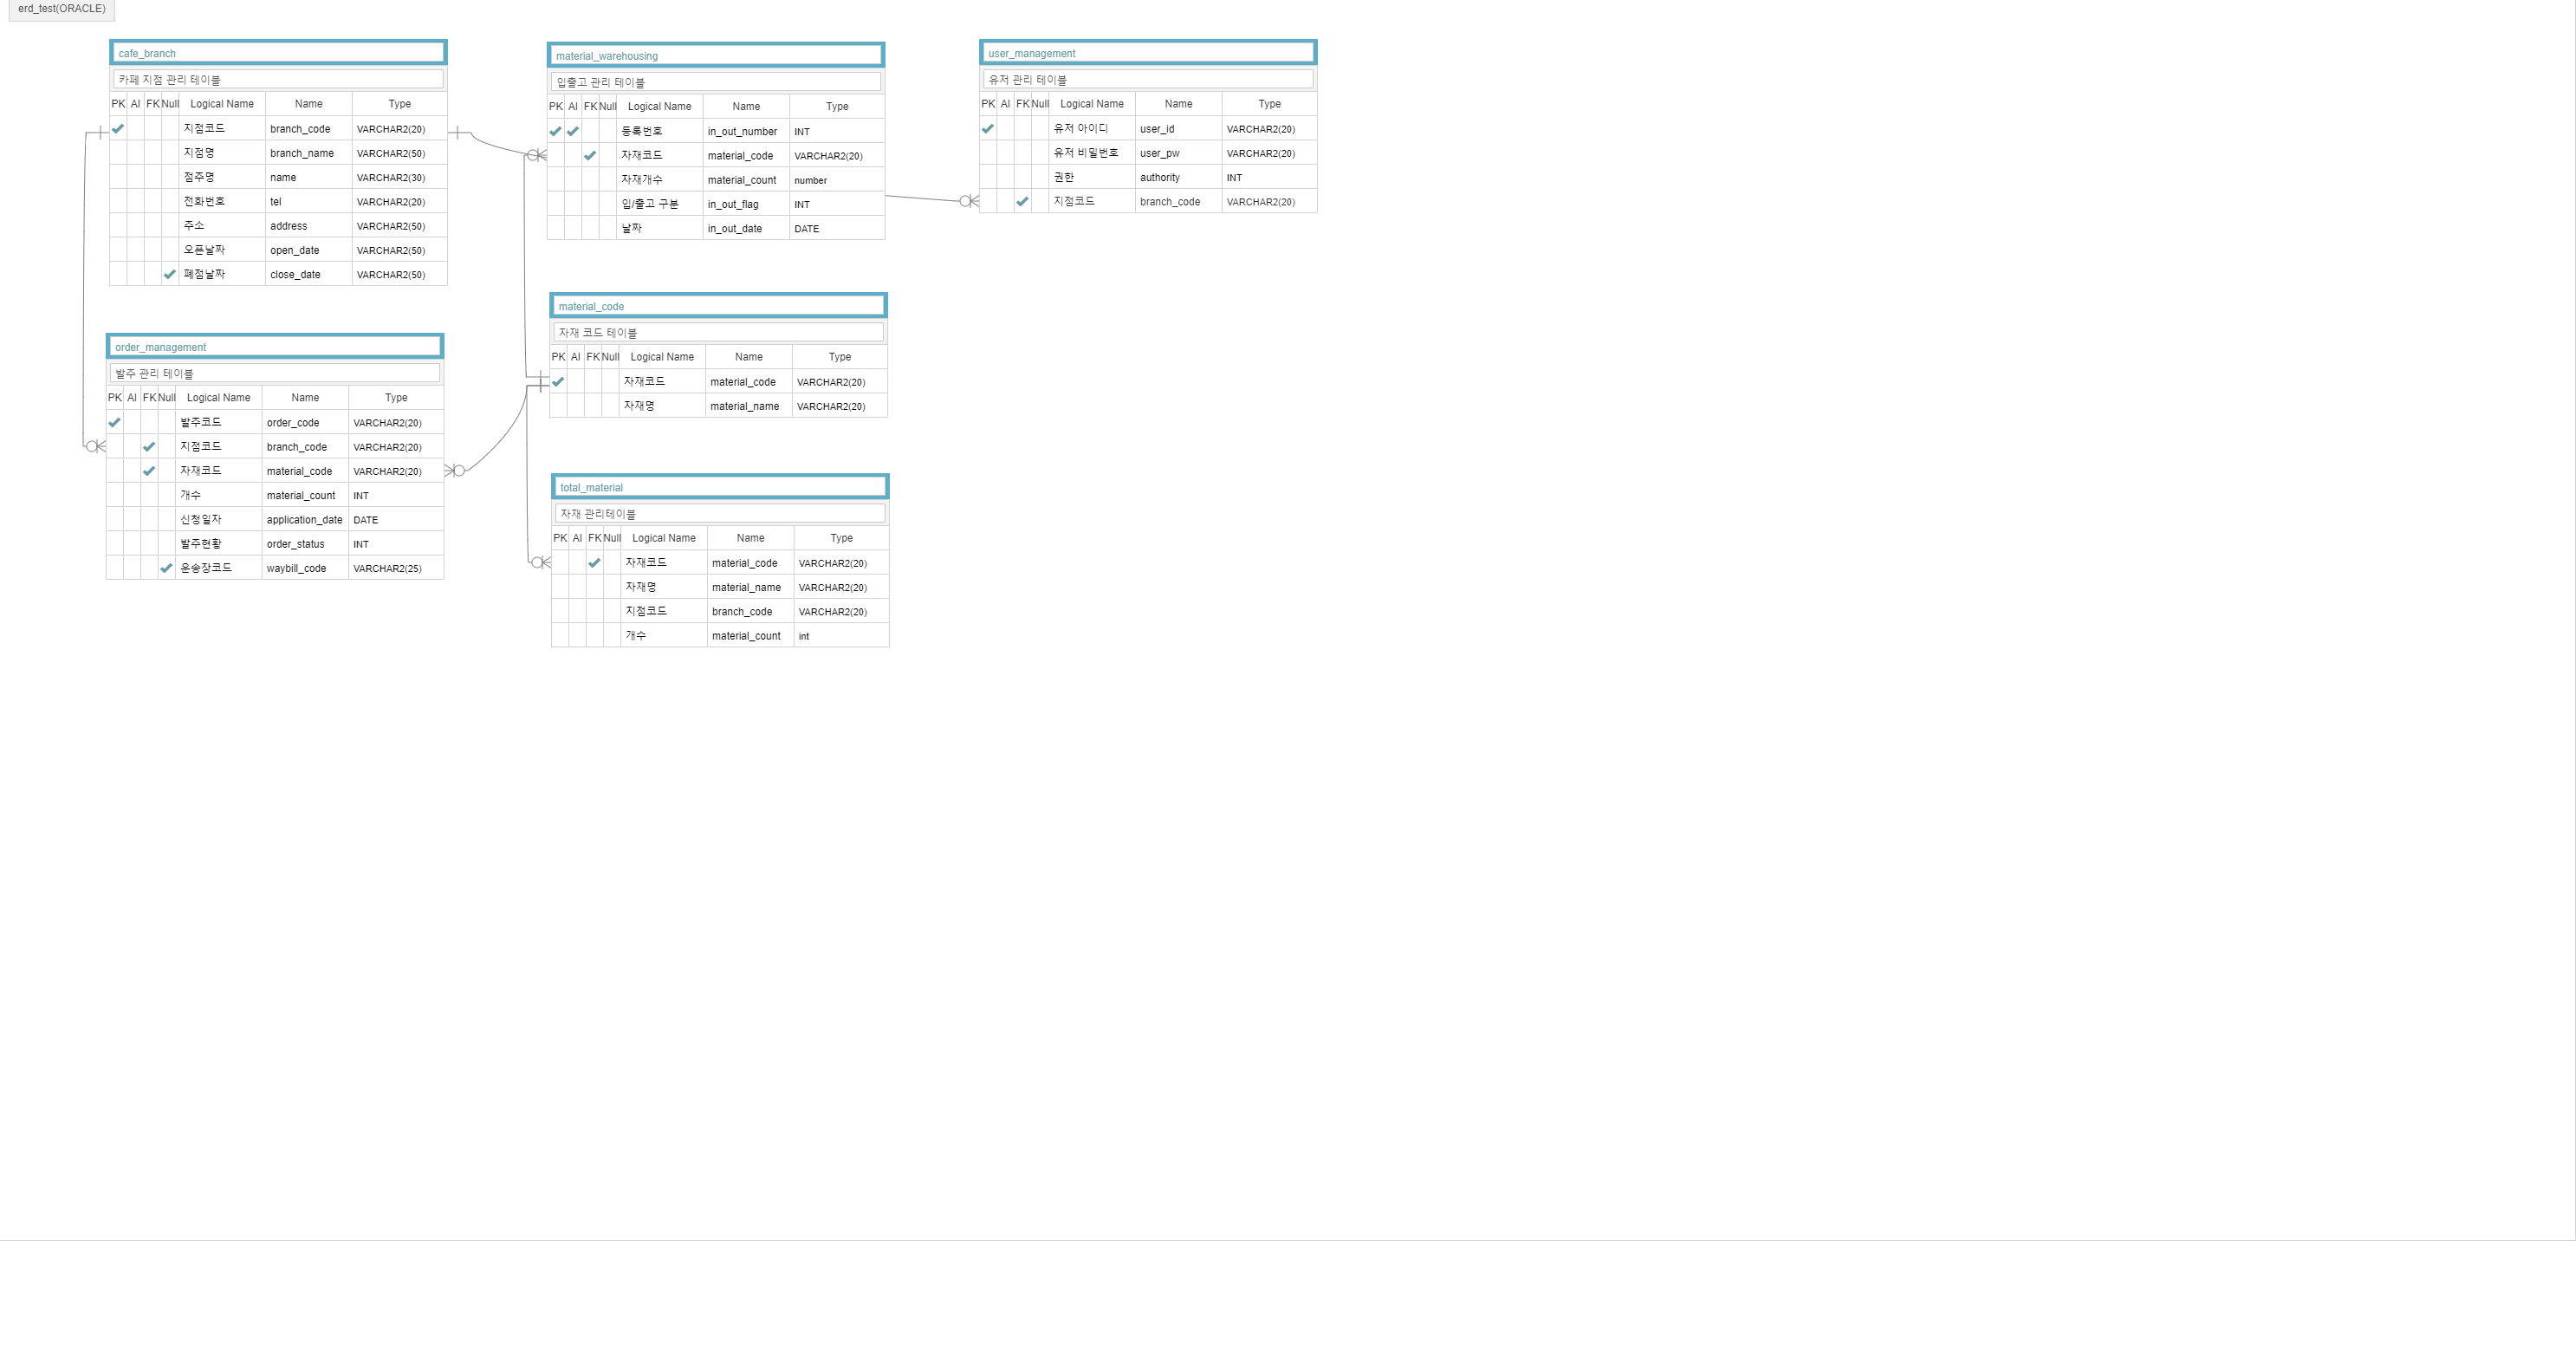 erd_test(ORACLE)
cafe_branch
카페 지점 관리 테이블
PK AI FK Null Logical Name Name Type
지점코드 branch_code VARCHAR2(20)
지점명 branch_name VARCHAR2(50)
점주명 name VARCHAR2(30)
전화번호 tel VARCHAR2(20)
주소 address VARCHAR2(50)
오픈날짜 open_date VARCHAR2(50)
폐점날짜 close_date VARCHAR2(50)
material_warehousing
입출고 관리 테이블
PK AI FK Null Logical Name Name Type
등록번호 in_out_number INT
자재코드 material_code VARCHAR2(20)
자재개수 material_count number
입/출고 구분 in_out_flag INT
날짜 in_out_date DATE
user_management
유저 관리 테이블
PK AI FK Null Logical Name Name Type
유저 아이디 user_id VARCHAR2(20)
유저 비밀번호 user_pw VARCHAR2(20)
권한 authority INT
지점코드 branch_code VARCHAR2(20)
material_code
자재 코드 테이블
PK AI FK Null Logical Name Name Type
자재코드 material_code VARCHAR2(20)
자재명 material_name VARCHAR2(20)
order_management
발주 관리 테이블
PK AI FK Null Logical Name Name Type
발주코드 order_code VARCHAR2(20)
지점코드 branch_code VARCHAR2(20)
자재코드 material_code VARCHAR2(20)
개수 material_count INT
신청일자 application_date DATE
발주현황 order_status INT
운송장코드 waybill_code VARCHAR2(25)
total_material
자재 관리테이블
PK AI FK Null Logical Name Name Type
자재코드 material_code VARCHAR2(20)
자재명 material_name VARCHAR2(20)
지점코드 branch_code VARCHAR2(20)
개수 material_count int